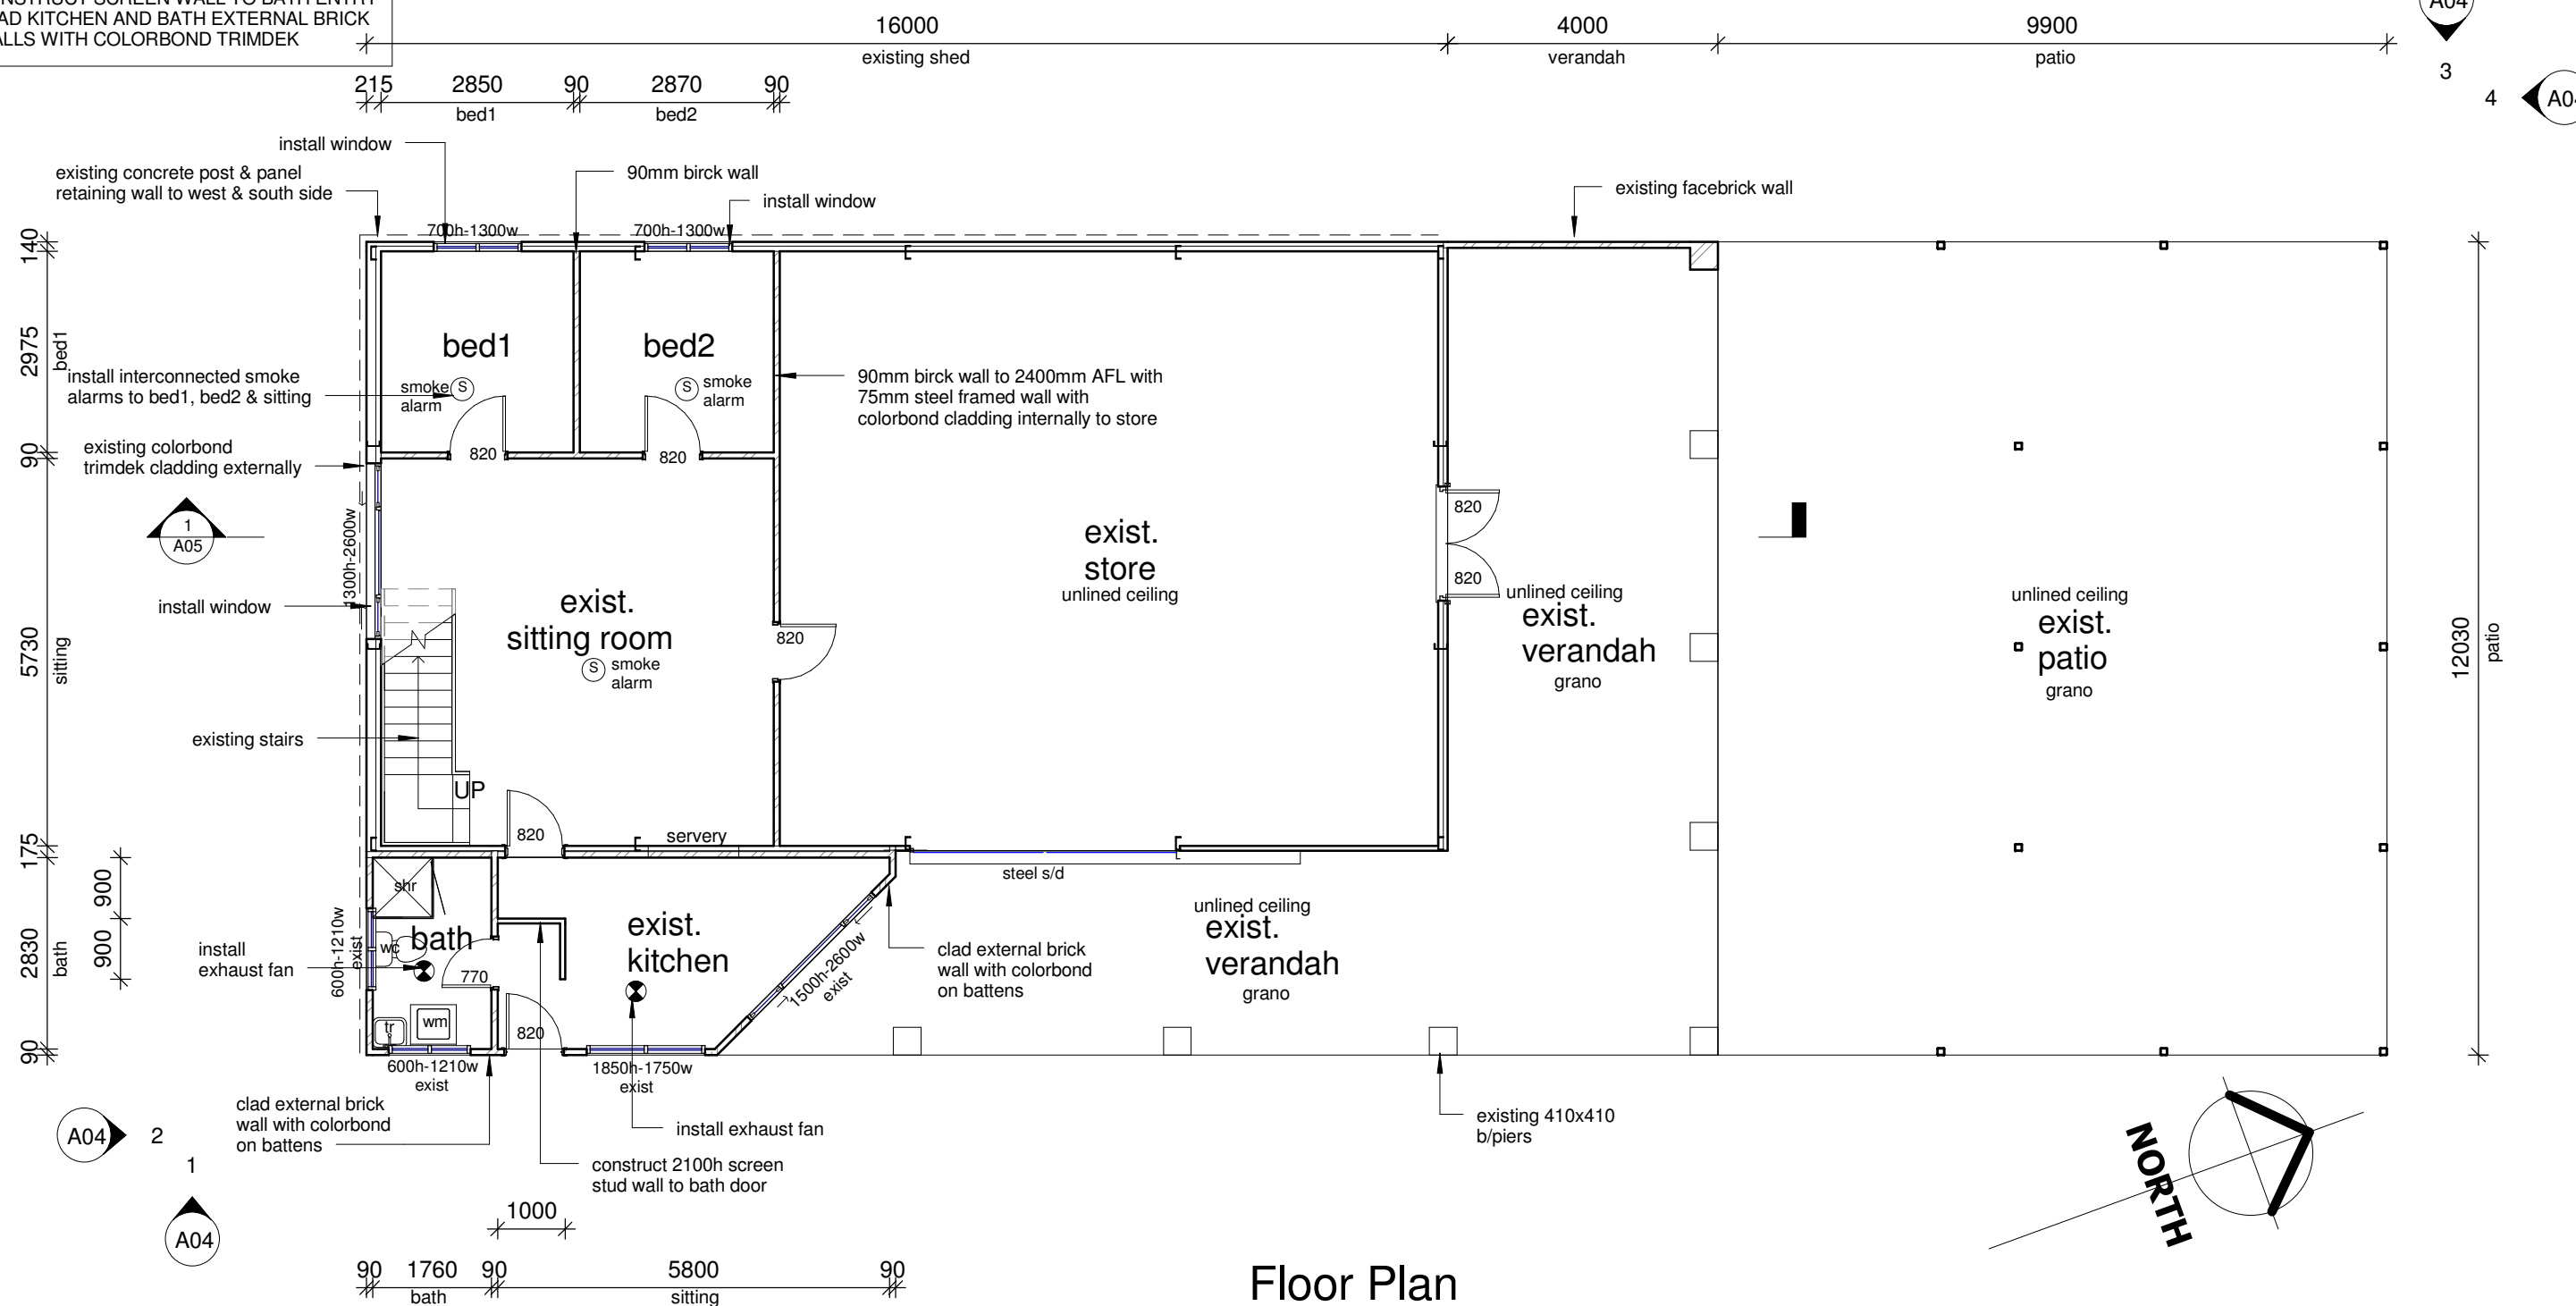 AD KITCHEN AND BATH EXTERNAL BRICK
ALLS WITH COLORBOND TRIMDEK
16000
existing shed
4000
verandah
9900
patio
A04
3
4
215
2850
90
2870
90
bed1
bed2
install window
existing concrete post & panel
retaining wall to west & south side
90mm birck wall
install window
existing facebrick wall
700h-1300w
700h-1300w
140
2975
bed1
90
5730
sitting
175
2830
bath
90
900
900
bed1
smoke
alarm
S
bed2
S
smoke
alarm
install interconnected smoke
alarms to bed1, bed2 & sitting
90mm birck wall to 2400mm AFL with
75mm steel framed wall with
colorbond cladding internally to store
existing colorbond
trimdek cladding externally
820
820
1
A05
1300h-2600w
install window
exist.
sitting room
S
smoke
alarm
820
exist.
store
unlined ceiling
820
820
unlined ceiling
exist.
verandah
grano
unlined ceiling
exist.
patio
grano
12030
patio
existing stairs
UP
820
servery
steel s/d
shr
wc
bath
770
tr
wm
600h-1210w
exist
install
exhaust fan
exist.
kitchen
820
1500h-2600w
exist
clad external brick
wall with colorbond
on battens
unlined ceiling
exist.
verandah
grano
600h-1210w
exist
1850h-1750w
exist
clad external brick
wall with colorbond
on battens
install exhaust fan
construct 2100h screen
stud wall to bath door
existing 410x410
b/piers
A04
2
1
A04
NORTH
1000
90
1760
90
5800
90
bath
sitting
Floor Plan